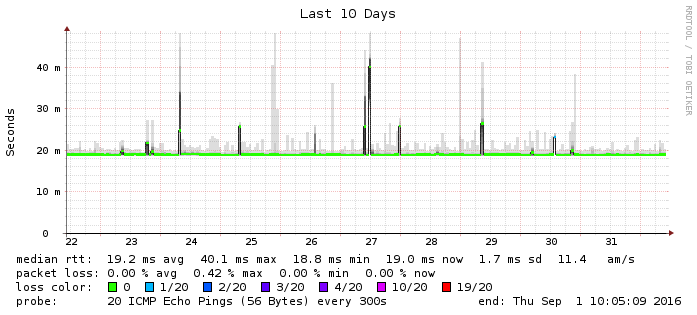 Last 10 Days
RRDTOOL / TOBI OETIKER
Seconds
40 m
30 m
20 m
10 m
0
22 23 24 25 26 27 28 29 30 31
median rtt: 19.2 ms avg 40.1 ms max 18.8 ms min 19.0 ms now 1.7 ms sd 11.4 am/s
packet loss: 0.00 % avg 0.42 % max 0.00 % min 0.00 % now
loss color: 0 1/20 2/20 3/20 4/20 10/20 19/20
probe: 20 ICMP Echo Pings (56 Bytes) every 300s end: Thu Sep 1 10:05:09 2016